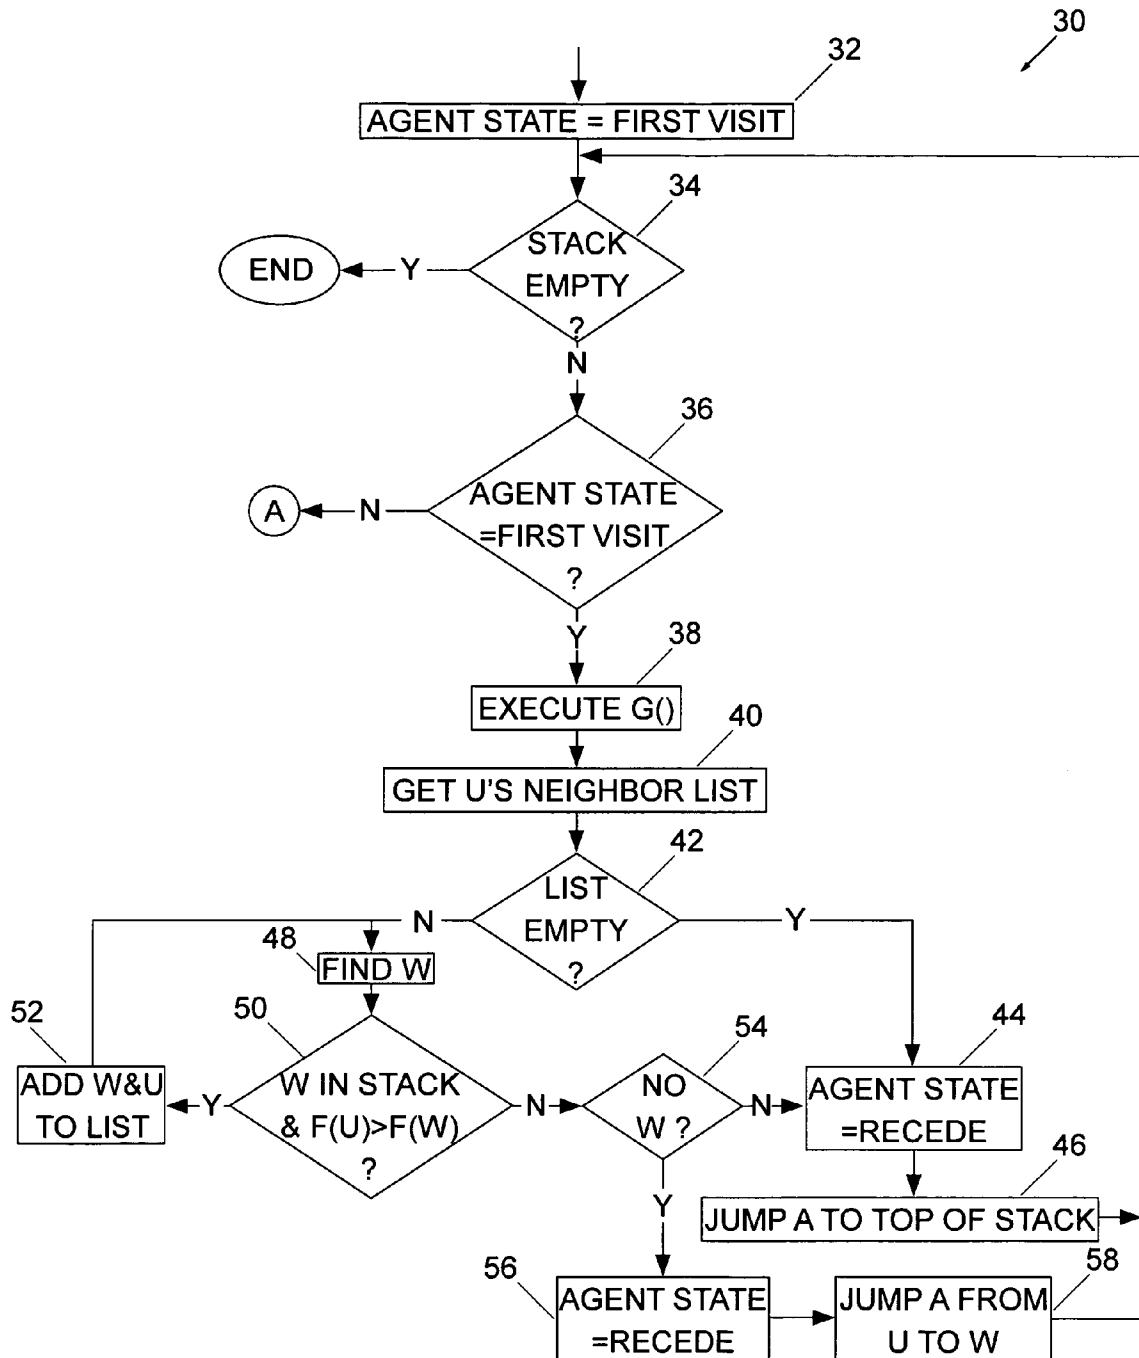 30
32
AGENT STATE = FIRST VISIT
34
STACK
EMPTY
?
Y
END
N
36
AGENT STATE
=FIRST VISIT
?
N
A
Y
38
EXECUTE G()
40
GET U'S NEIGHBOR LIST
42
LIST
EMPTY
?
N
Y
48
FIND W
52
50
54
44
ADD W&U
TO LIST
Y
W IN STACK
& F(U)>F(W)
?
N
NO
W ?
N
AGENT STATE
=RECEDE
Y
46
JUMP A TO TOP OF STACK
56
AGENT STATE
=RECEDE
58
JUMP A FROM
U TO W